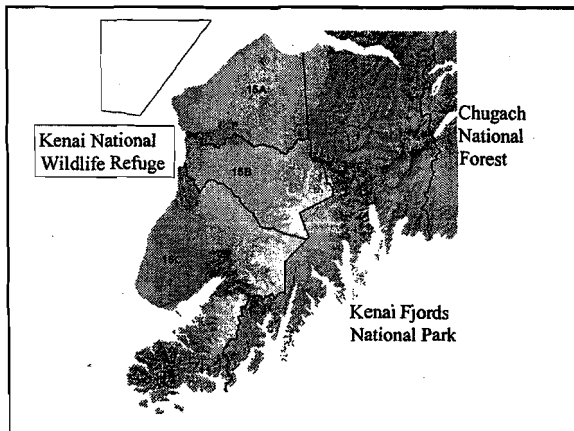 15A
Chugach
National
Forest
Kenai National
Wildlife Refuge
15B
15C
Kenai Fjords
National Park